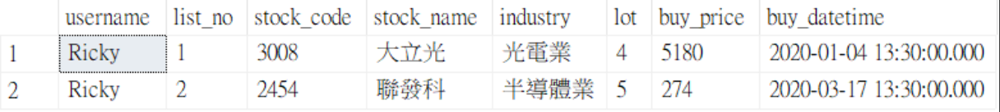 username list_no stock_code stock_name industry lot buy_price buy_datetime
1 Ricky 1 3008 大立光 光電業 4 5180 2020-01-04 13:30:00.000
2 Ricky 2 2454 聯發科 半導體業 5 274 2020-03-17 13:30:00.000